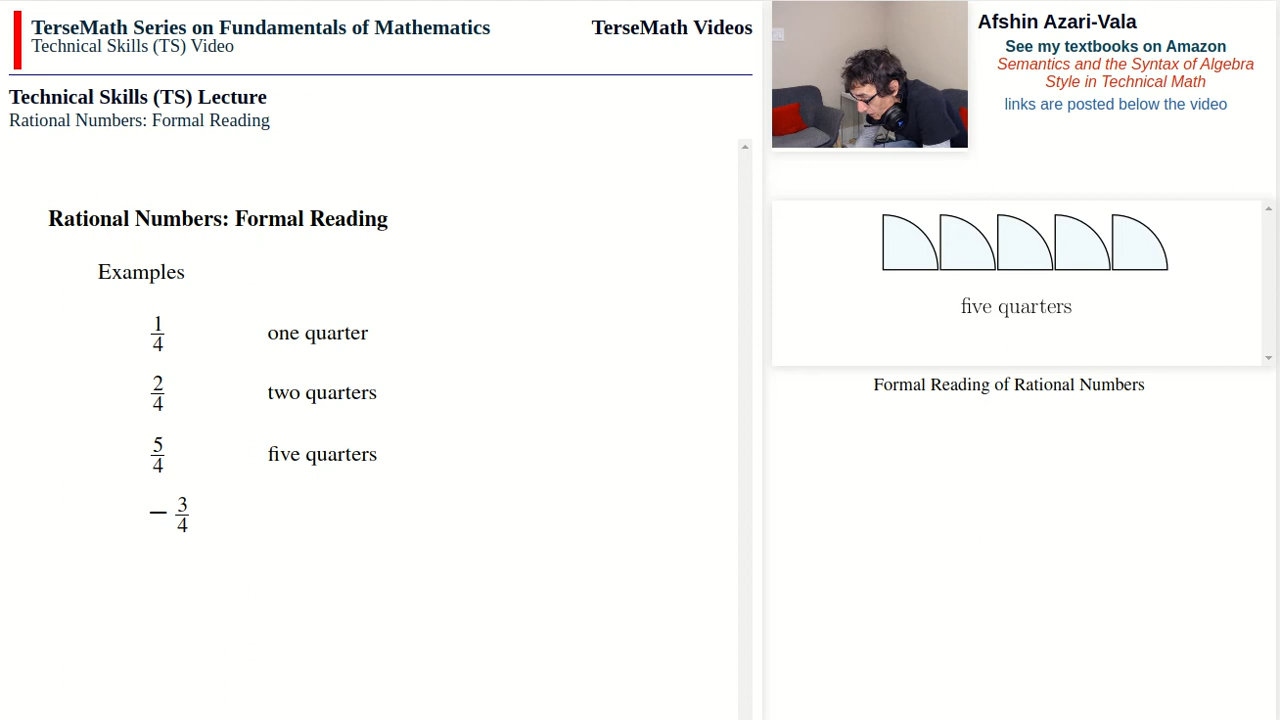 TerseMath Series on Fundamentals of Mathematics
Technical Skills (TS) Video
TerseMath Videos
Technical Skills (TS) Lecture
Rational Numbers: Formal Reading
Rational Numbers: Formal Reading
Examples
1/4 one quarter
2/4 two quarters
5/4 five quarters
− 3/4
Afshin Azari-Vala
See my textbooks on Amazon
Semantics and the Syntax of Algebra
Style in Technical Math
links are posted below the video
five quarters
Formal Reading of Rational Numbers